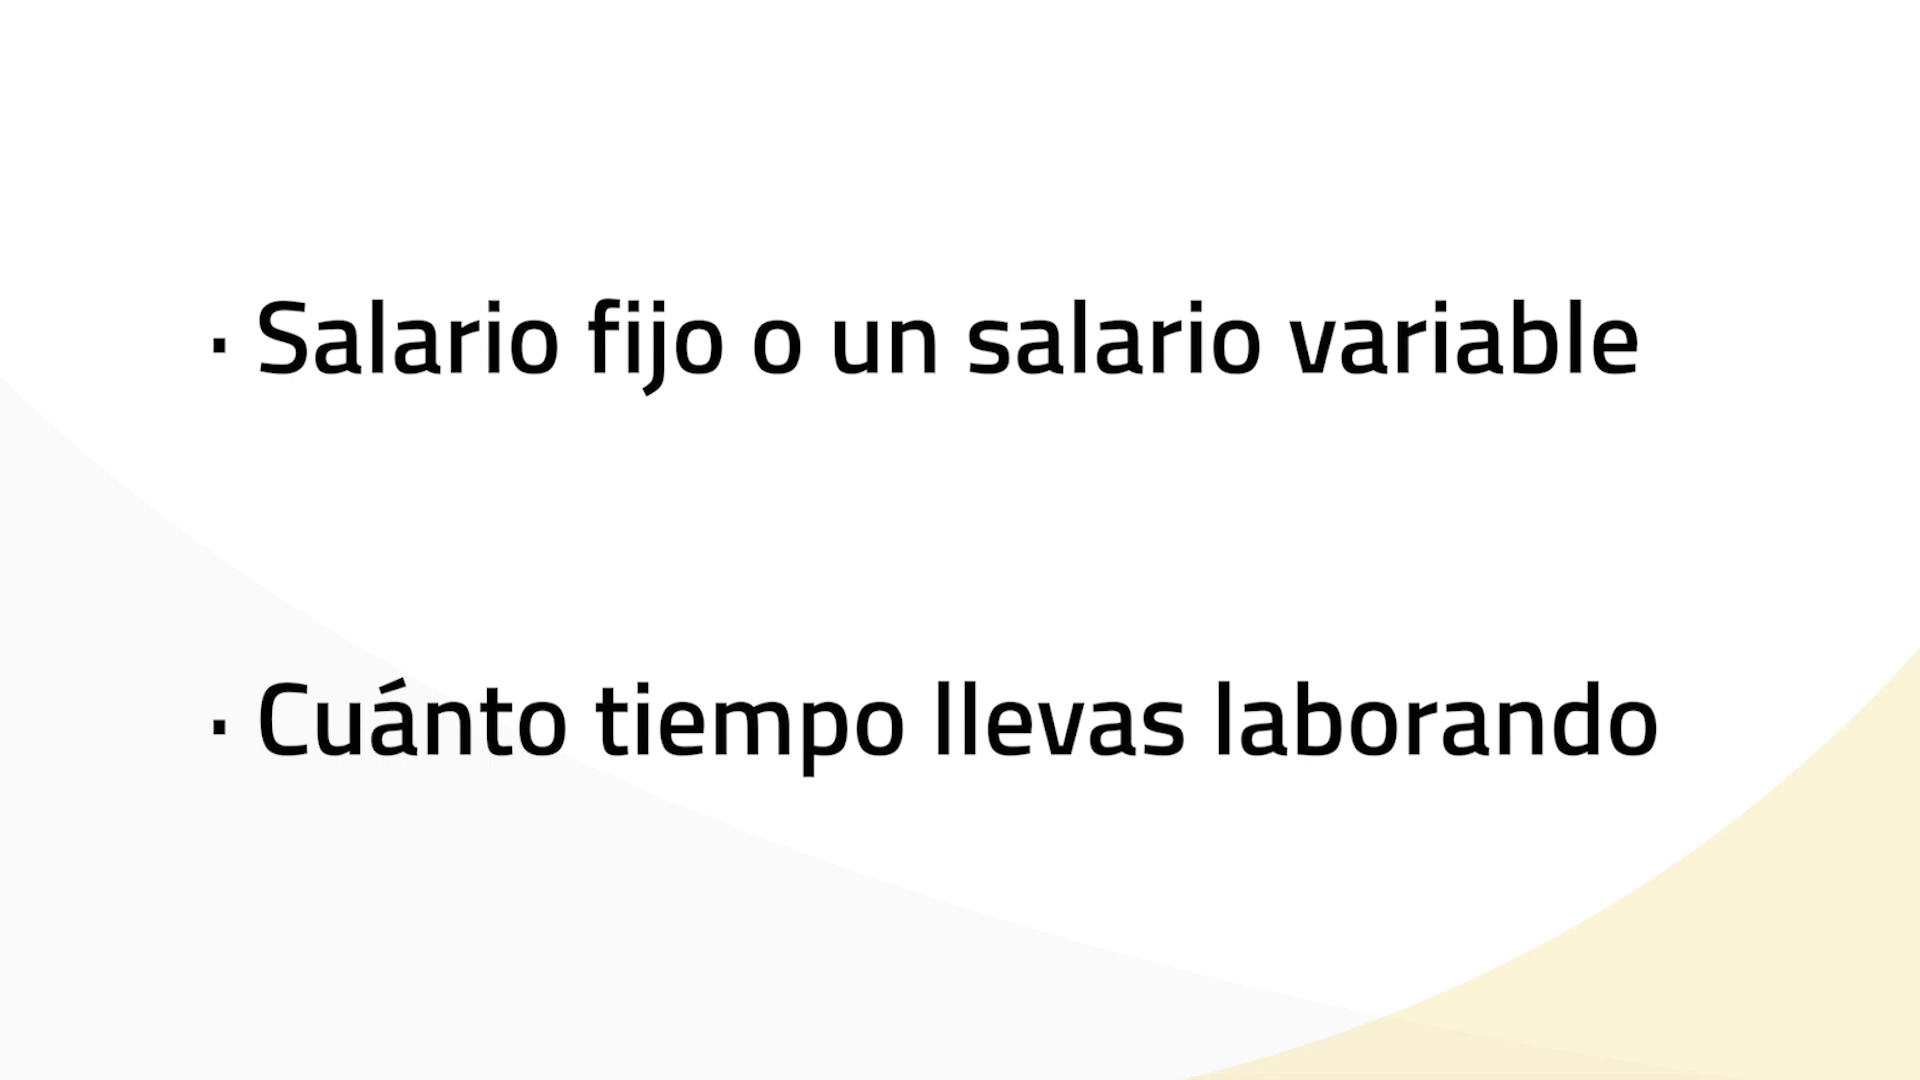 · Salario fijo o un salario variable
· Cuánto tiempo llevas laborando